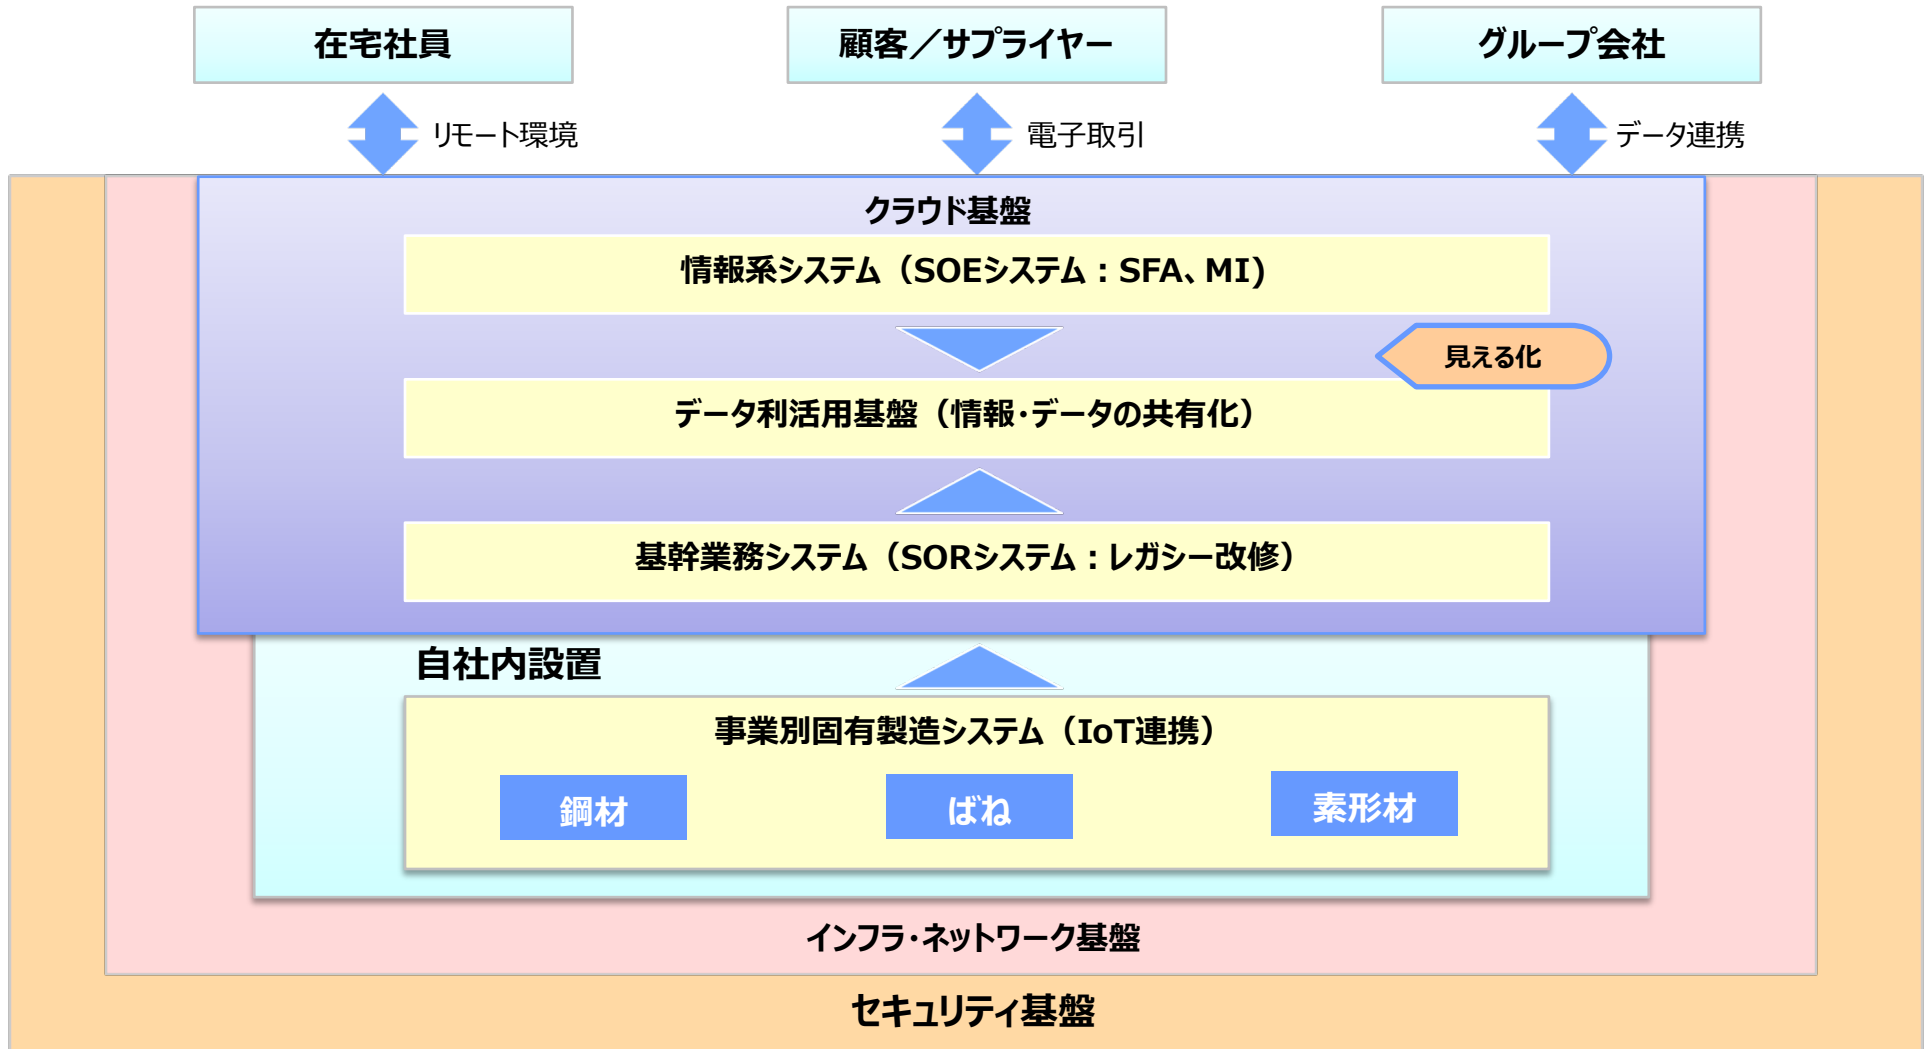 在宅社員
顧客／サプライヤー
グループ会社
リモート環境
電子取引
データ連携
クラウド基盤
情報系システム（SOEシステム：SFA、MI)
見える化
データ利活用基盤（情報・データの共有化）
基幹業務システム（SORシステム：レガシー改修）
自社内設置
事業別固有製造システム（IoT連携）
鋼材
ばね
素形材
インフラ・ネットワーク基盤
セキュリティ基盤